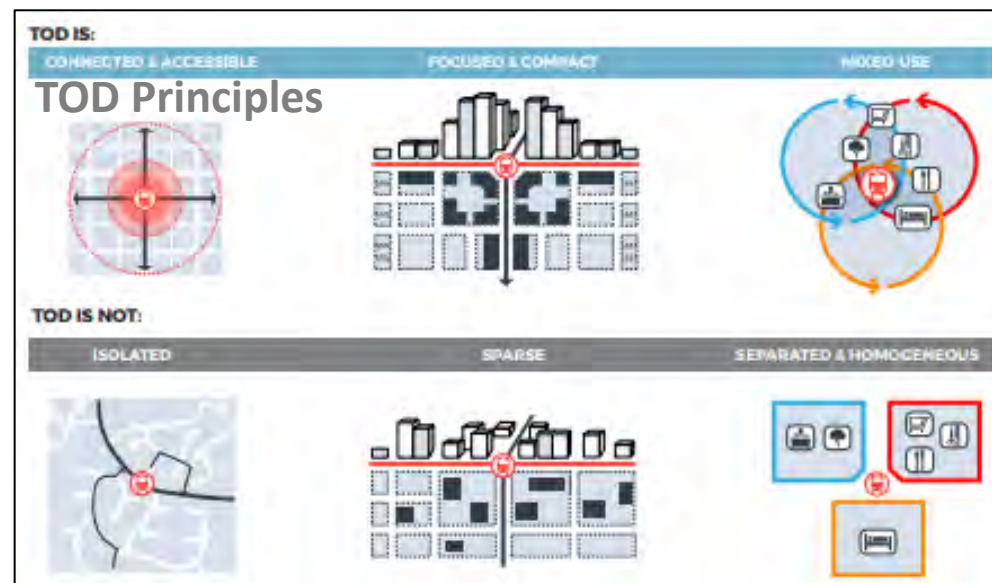 TOD IS:
CONNECTED & ACCESSIBLE
FOCUSED & COMPACT
MIXED USE
TOD Principles
TOD IS NOT:
ISOLATED
SPARSE
SEPARATED & HOMOGENEOUS